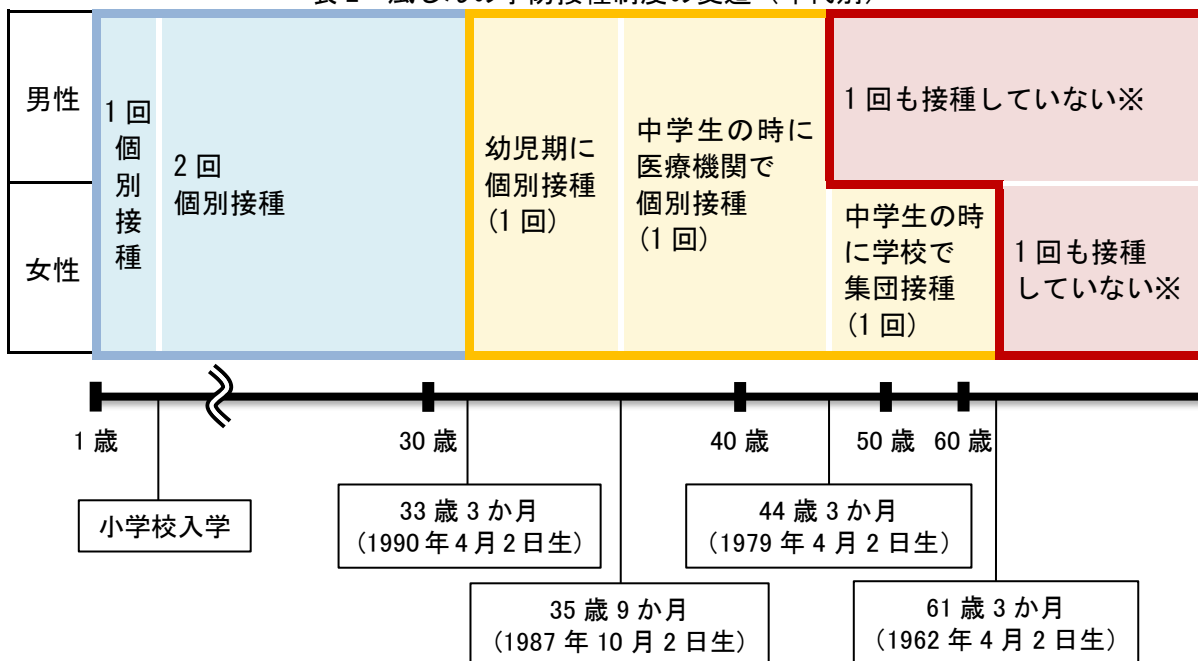 男性
1回
個
別
接
種
2回
個別接種
幼児期に
個別接種
(1回)
中学生の時に
医療機関で
個別接種
(1回)
1回も接種していない※
女性
中学生の時
に学校で
集団接種
(1回)
1回も接種
していない※
1歳
30歳
40歳
50歳
60歳
小学校入学
33歳3か月
(1990年4月2日生)
44歳3か月
(1979年4月2日生)
35歳9か月
(1987年10月2日生)
61歳3か月
(1962年4月2日生)